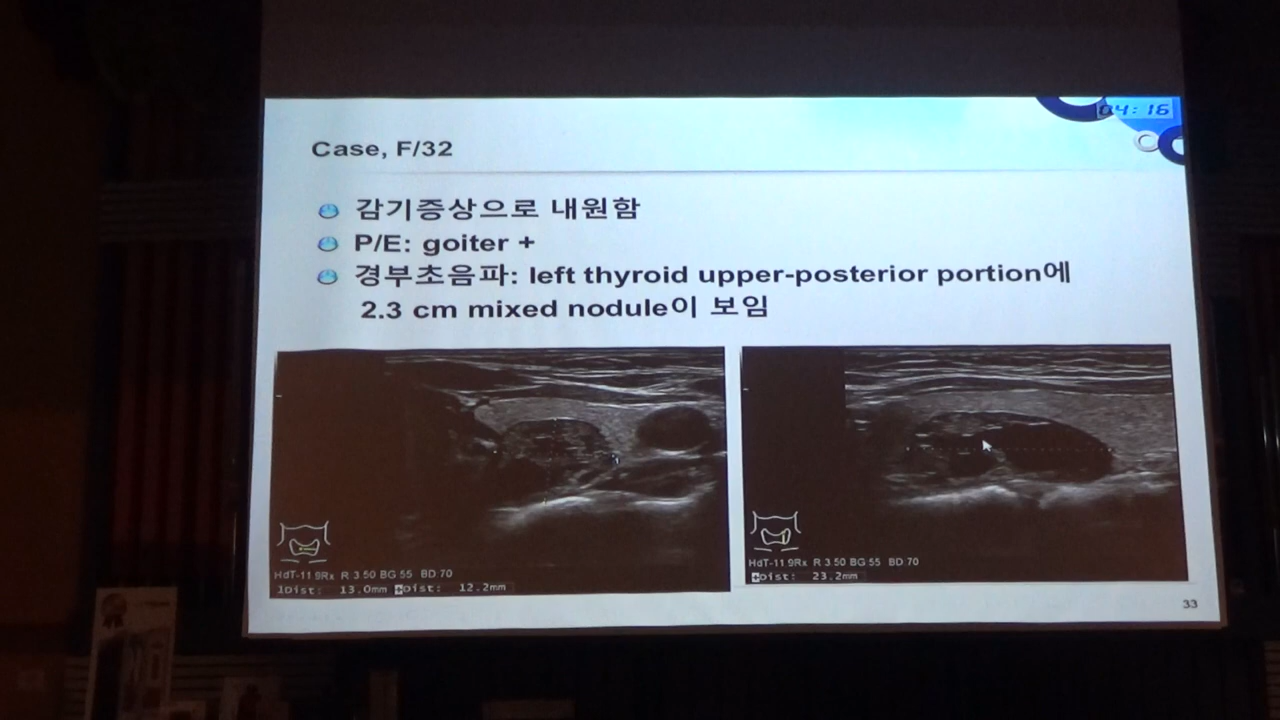 04:16
Case, F/32
감기증상으로 내원함
P/E: goiter +
경부초음파: left thyroid upper-posterior portion에
2.3 cm mixed nodule이 보임
HdT-11 9Rx R 3.50 BG 55 BD 70
1Dist: 13.0mm +Dist: 12.2mm
HdT-11 9Rx R 3.50 BG 55 BD 70
+Dist: 23.2mm
33